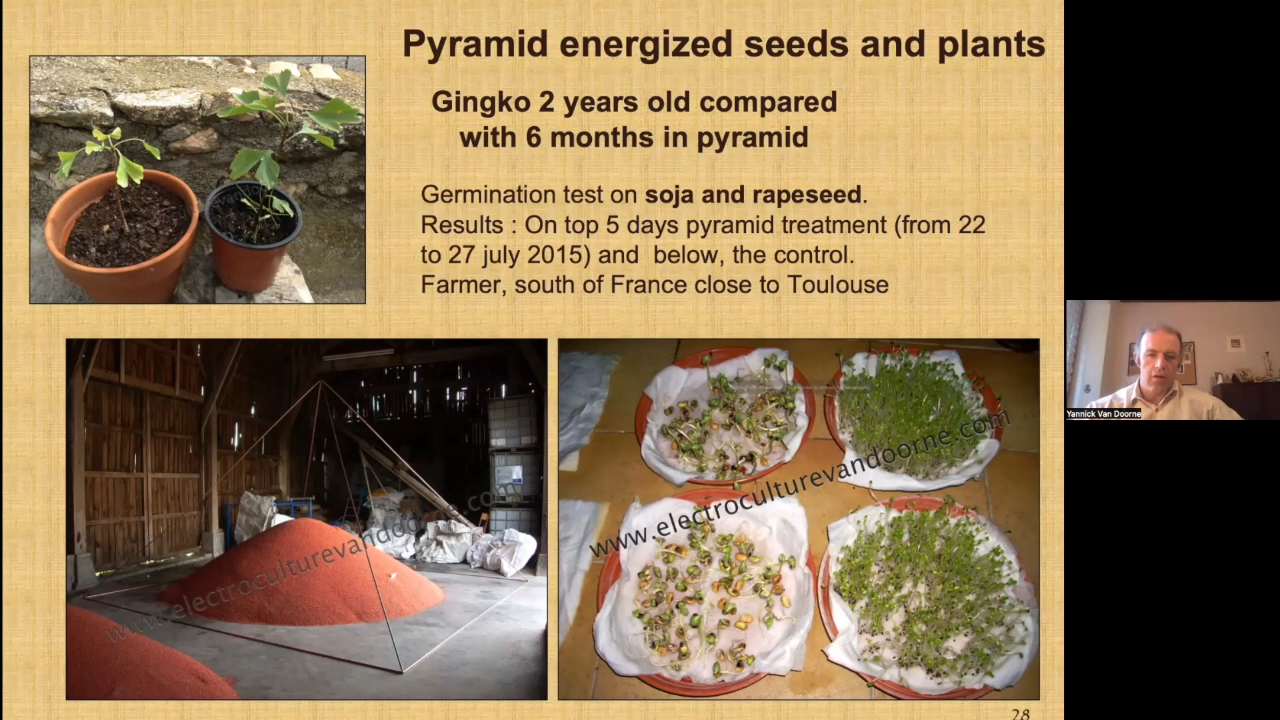 Pyramid energized seeds and plants
Gingko 2 years old compared
with 6 months in pyramid
Germination test on soja and rapeseed.
Results : On top 5 days pyramid treatment (from 22
to 27 july 2015) and below, the control.
Farmer, south of France close to Toulouse
www.electroculturevandoorne.com
www.electroculturevandoorne.com
28
Yannick Van Doorne